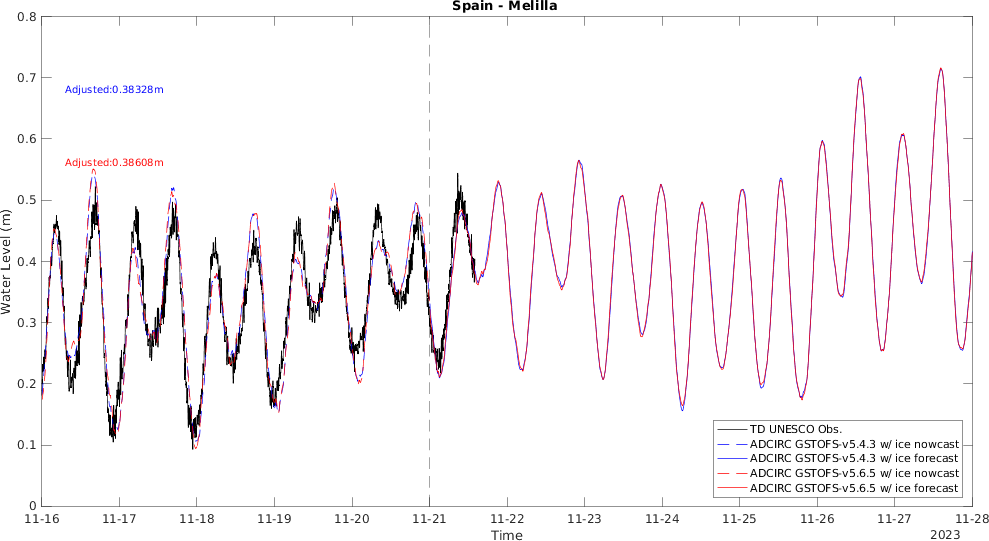 Spain - Melilla
0.8
0.7
0.6
0.5
0.4
0.3
0.2
0.1
0
Water Level (m)
Adjusted:0.38328m
Adjusted:0.38608m
TD UNESCO Obs.
ADCIRC GSTOFS-v5.4.3 w/ ice nowcast
ADCIRC GSTOFS-v5.4.3 w/ ice forecast
ADCIRC GSTOFS-v5.6.5 w/ ice nowcast
ADCIRC GSTOFS-v5.6.5 w/ ice forecast
11-16 11-17 11-18 11-19 11-20 11-21 11-22 11-23 11-24 11-25 11-26 11-27 11-28
Time
2023